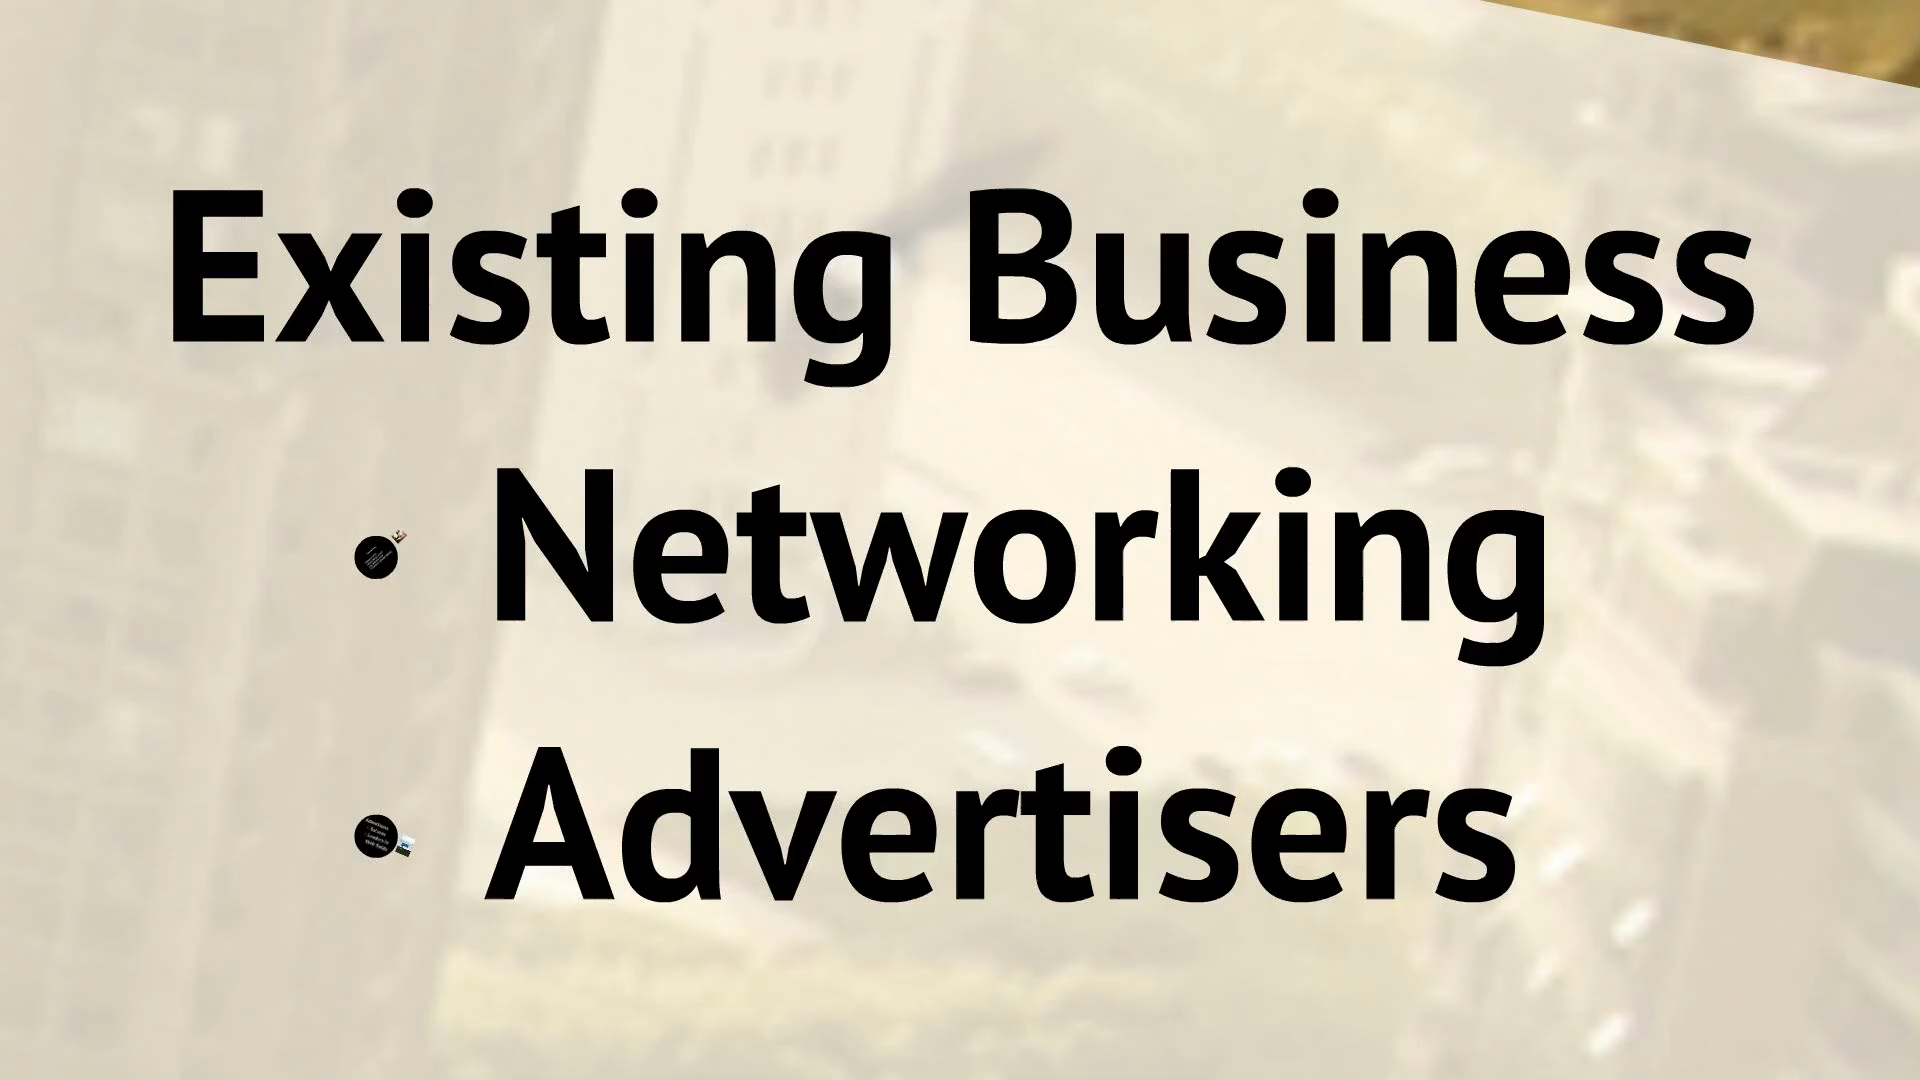 Existing Business
• Networking
• Advertisers